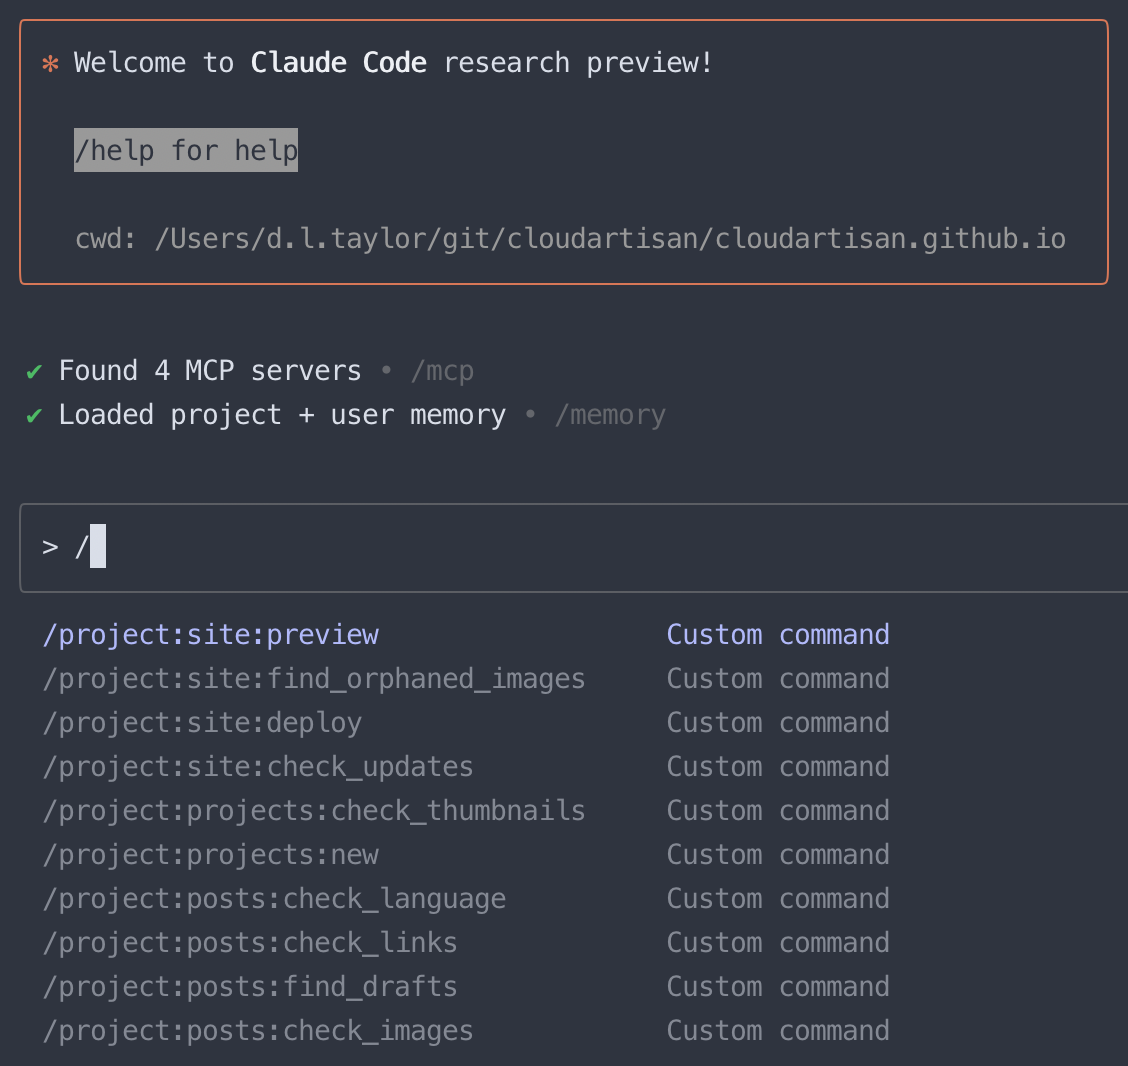 ✻ Welcome to Claude Code research preview!
/help for help
cwd: /Users/d.l.taylor/git/cloudartisan/cloudartisan.github.io
✔ Found 4 MCP servers • /mcp
✔ Loaded project + user memory • /memory
> /
/project:site:preview Custom command
/project:site:find_orphaned_images Custom command
/project:site:deploy Custom command
/project:site:check_updates Custom command
/project:projects:check_thumbnails Custom command
/project:projects:new Custom command
/project:posts:check_language Custom command
/project:posts:check_links Custom command
/project:posts:find_drafts Custom command
/project:posts:check_images Custom command